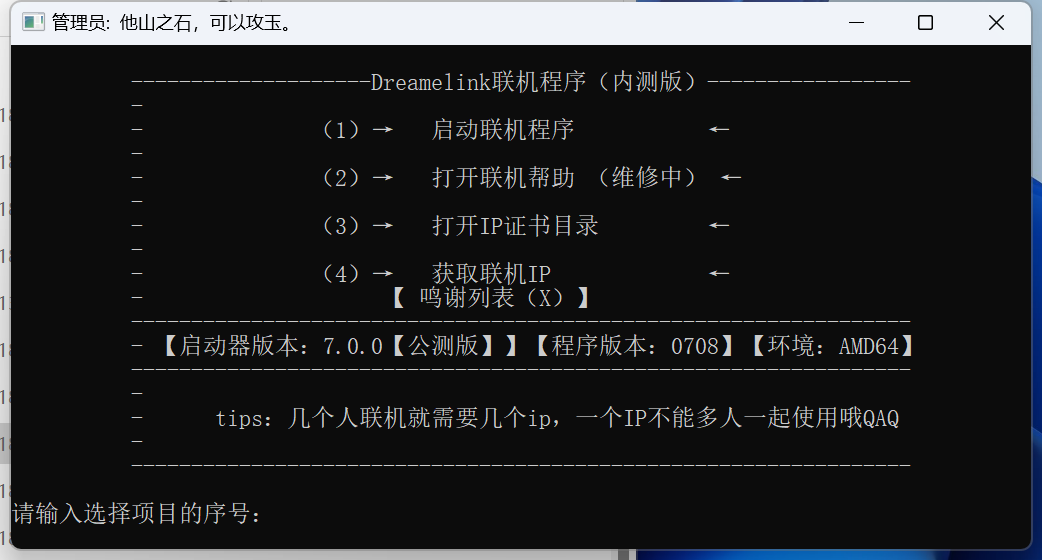 管理员: 他山之石，可以攻玉。
--------------------Dreamelink联机程序（内测版）-----------------
-
- （1）→ 启动联机程序 ←
-
- （2）→ 打开联机帮助 （维修中） ←
-
- （3）→ 打开IP证书目录 ←
-
- （4）→ 获取联机IP ←
- 【 鸣谢列表（X）】
-----------------------------------------------------------------
- 【启动器版本：7.0.0【公测版】】【程序版本：0708】【环境：AMD64】
-----------------------------------------------------------------
-
- tips：几个人联机就需要几个ip，一个IP不能多人一起使用哦QAQ
-
-----------------------------------------------------------------
请输入选择项目的序号：